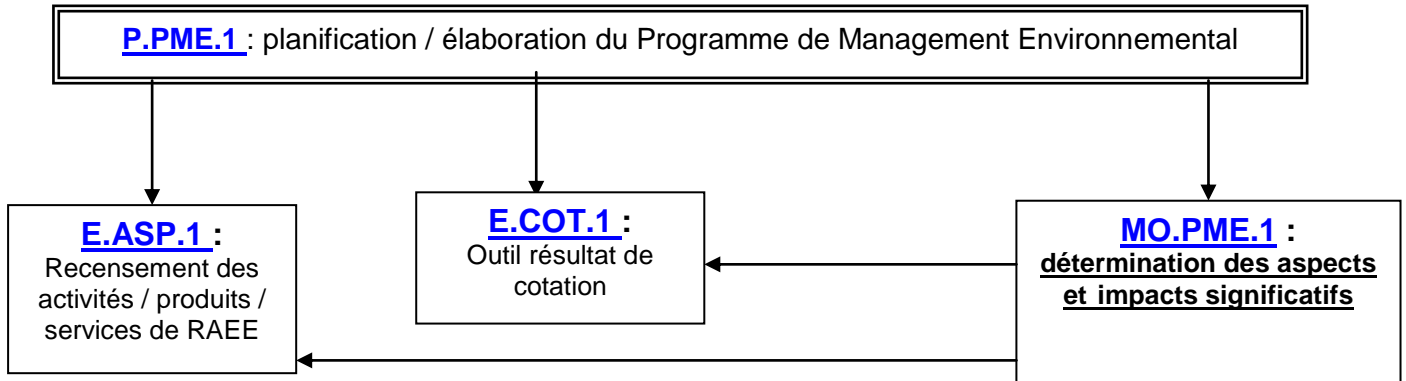 P.PME.1 : planification / élaboration du Programme de Management Environnemental
E.ASP.1 :
Recensement des
activités / produits /
services de RAEE
E.COT.1 :
Outil résultat de
cotation
MO.PME.1 :
détermination des aspects
et impacts significatifs